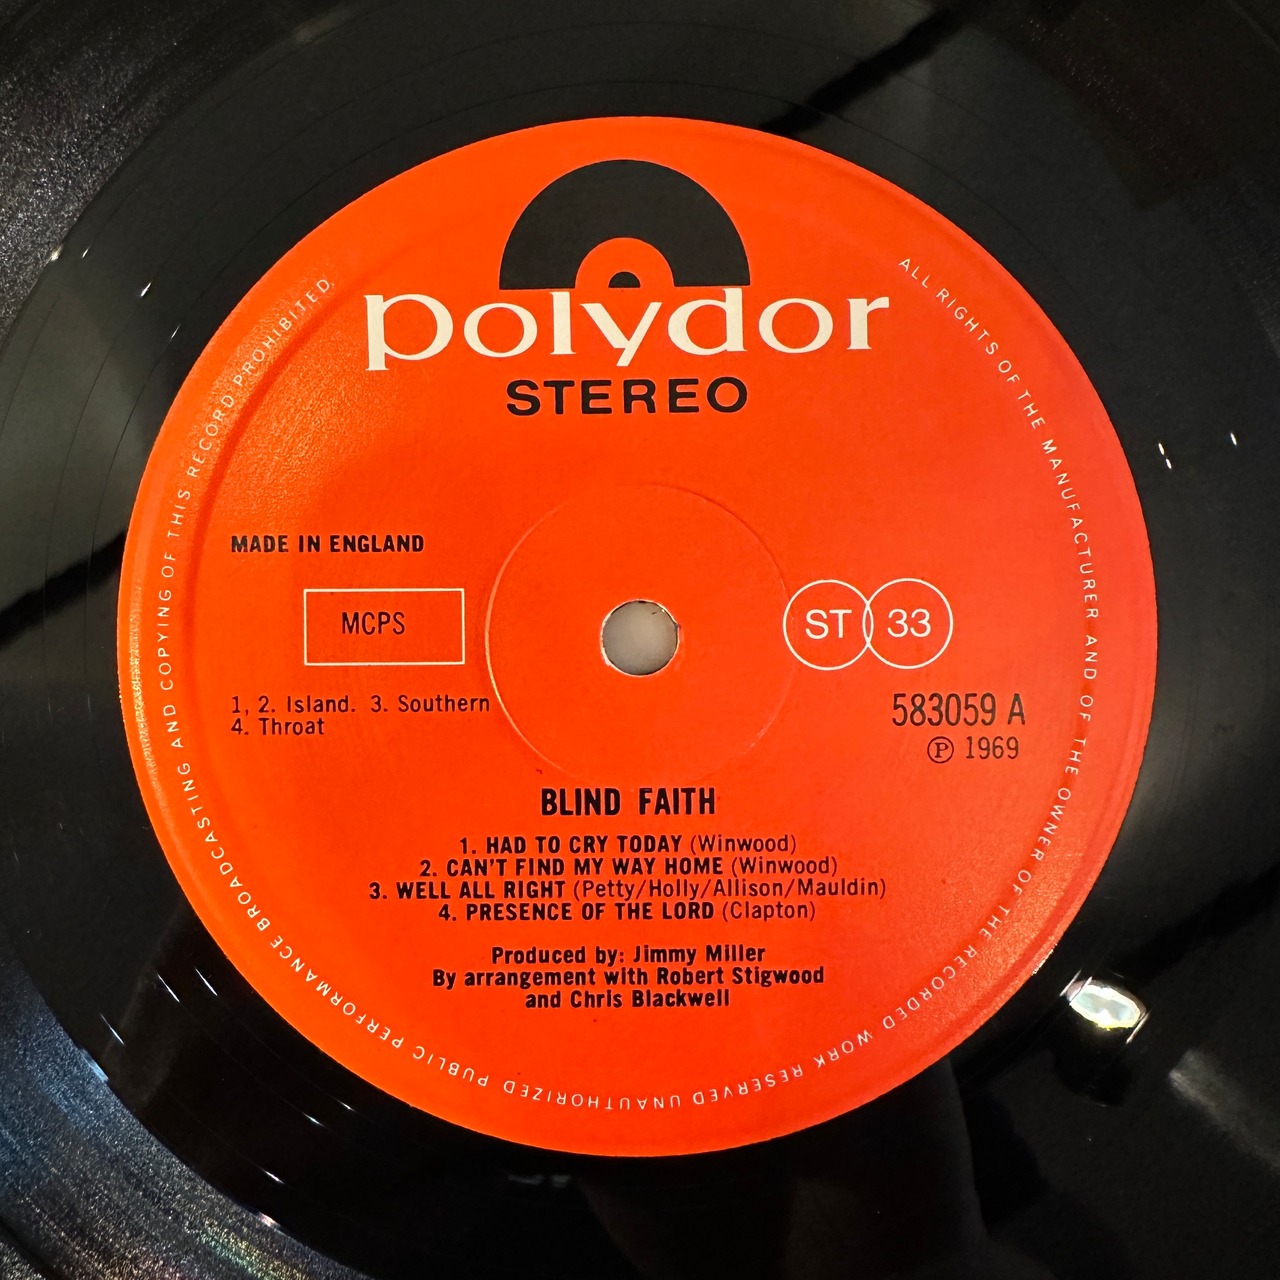 polydor
STEREO
MADE IN ENGLAND
MCPS
ST 33
1, 2. Island. 3. Southern
4. Throat
583059 A
℗ 1969
BLIND FAITH
1. HAD TO CRY TODAY (Winwood)
2. CAN'T FIND MY WAY HOME (Winwood)
3. WELL ALL RIGHT (Petty/Holly/Allison/Mauldin)
4. PRESENCE OF THE LORD (Clapton)
Produced by: Jimmy Miller
By arrangement with Robert Stigwood
and Chris Blackwell
ALL RIGHTS OF THE MANUFACTURER AND OF THE OWNER OF THE RECORDED WORK RESERVED UNAUTHORIZED PUBLIC PERFORMANCE BROADCASTING AND COPYING OF THIS RECORD PROHIBITED.